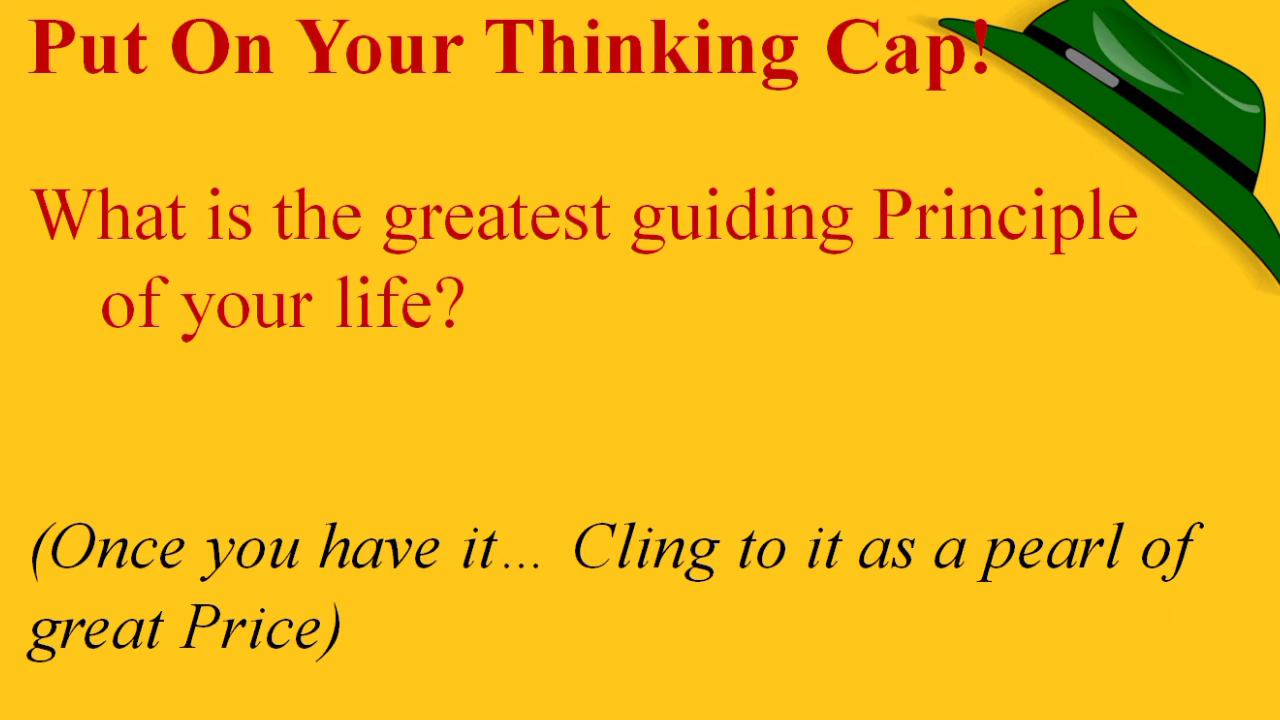 Put On Your Thinking Cap!
What is the greatest guiding Principle
of your life?
(Once you have it... Cling to it as a pearl of
great Price)